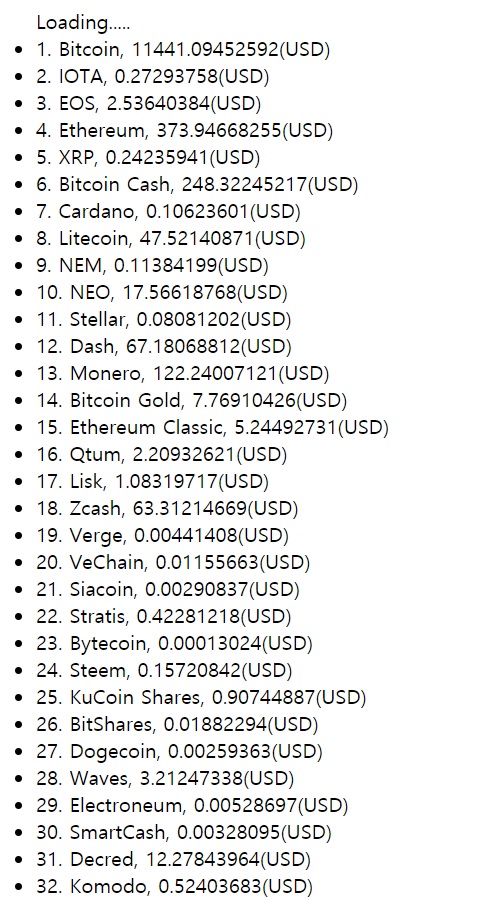 Loading.....
1. Bitcoin, 11441.09452592(USD)
2. IOTA, 0.27293758(USD)
3. EOS, 2.53640384(USD)
4. Ethereum, 373.94668255(USD)
5. XRP, 0.24235941(USD)
6. Bitcoin Cash, 248.32245217(USD)
7. Cardano, 0.10623601(USD)
8. Litecoin, 47.52140871(USD)
9. NEM, 0.11384199(USD)
10. NEO, 17.56618768(USD)
11. Stellar, 0.08081202(USD)
12. Dash, 67.18068812(USD)
13. Monero, 122.24007121(USD)
14. Bitcoin Gold, 7.76910426(USD)
15. Ethereum Classic, 5.24492731(USD)
16. Qtum, 2.20932621(USD)
17. Lisk, 1.08319717(USD)
18. Zcash, 63.31214669(USD)
19. Verge, 0.00441408(USD)
20. VeChain, 0.01155663(USD)
21. Siacoin, 0.00290837(USD)
22. Stratis, 0.42281218(USD)
23. Bytecoin, 0.00013024(USD)
24. Steem, 0.15720842(USD)
25. KuCoin Shares, 0.90744887(USD)
26. BitShares, 0.01882294(USD)
27. Dogecoin, 0.00259363(USD)
28. Waves, 3.21247338(USD)
29. Electroneum, 0.00528697(USD)
30. SmartCash, 0.00328095(USD)
31. Decred, 12.27843964(USD)
32. Komodo, 0.52403683(USD)